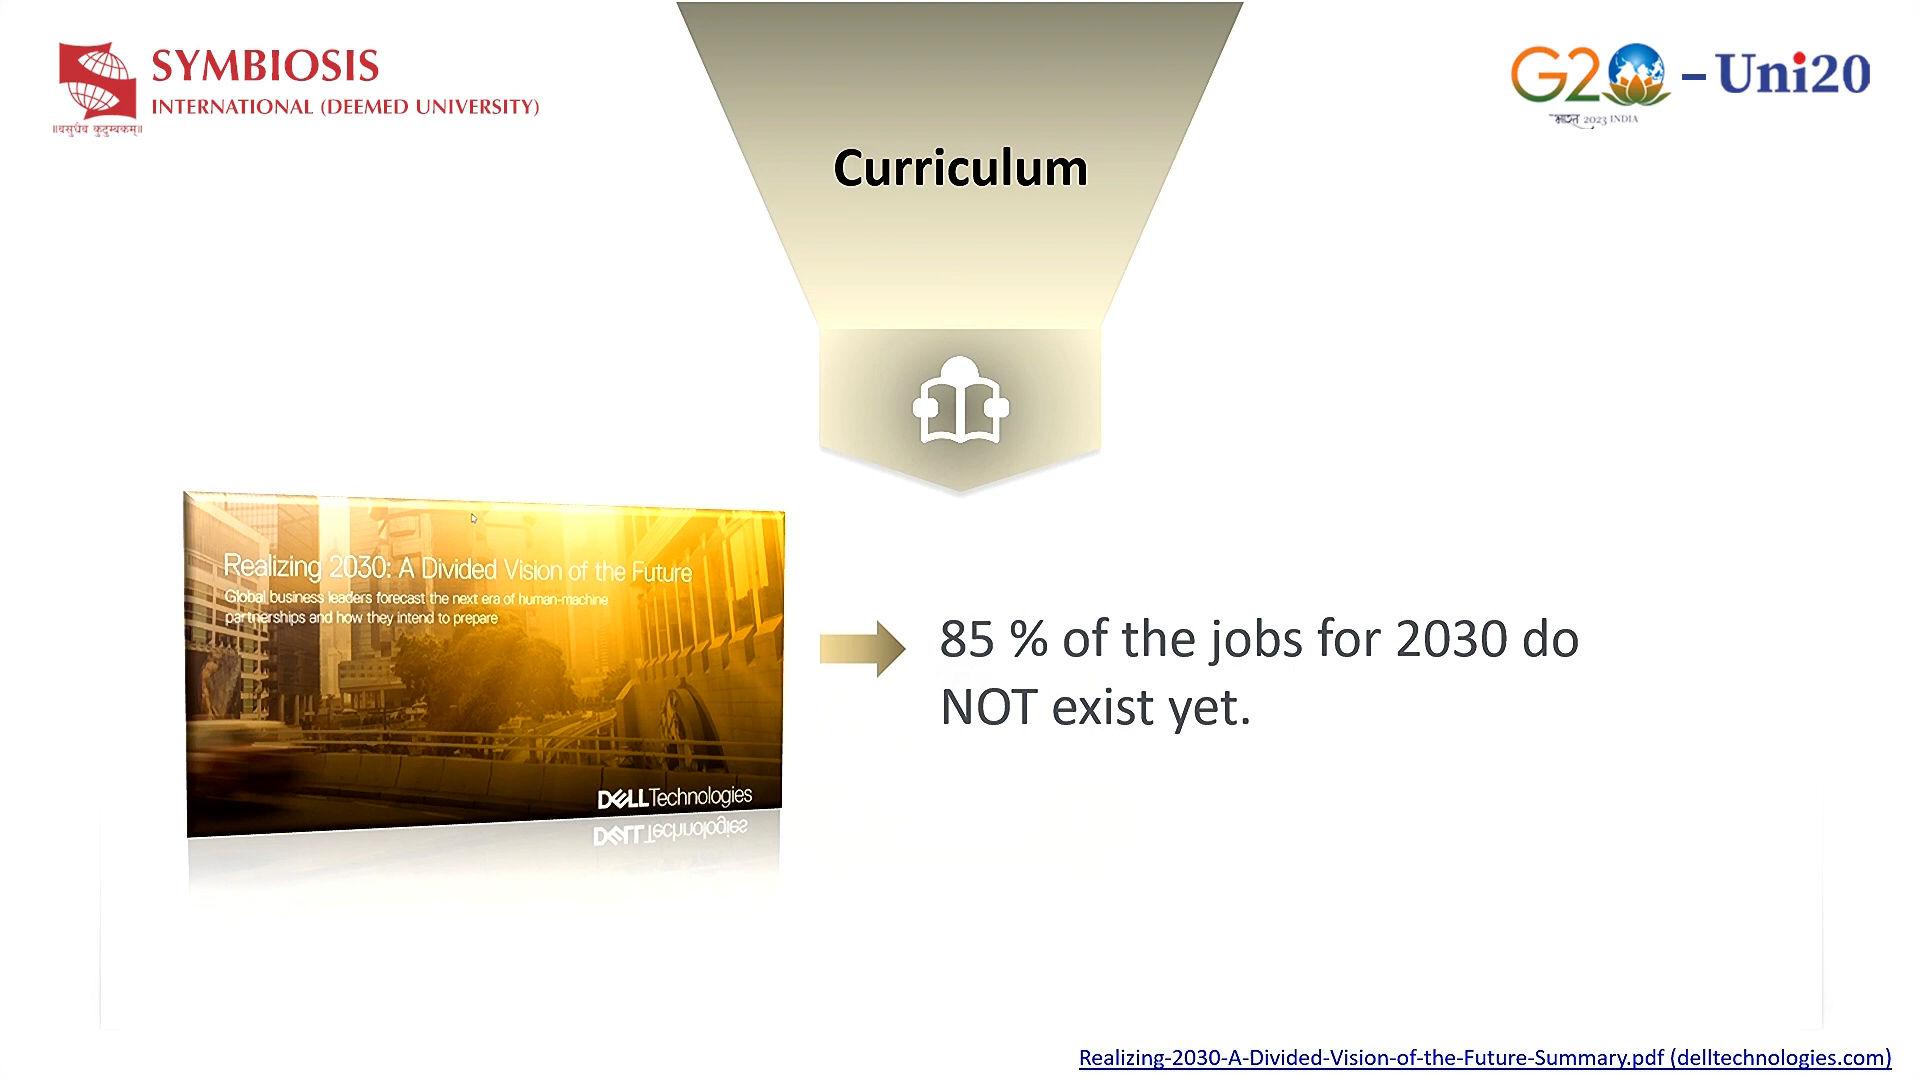 SYMBIOSIS
INTERNATIONAL (DEEMED UNIVERSITY)
॥वसुधैव कुटुम्बकम्॥
G20 – Uni20
भारत 2023 INDIA
Curriculum
Realizing 2030: A Divided Vision of the Future
Global business leaders forecast the next era of human-machine
partnerships and how they intend to prepare
DELL Technologies
85 % of the jobs for 2030 do
NOT exist yet.
Realizing-2030-A-Divided-Vision-of-the-Future-Summary.pdf (delltechnologies.com)